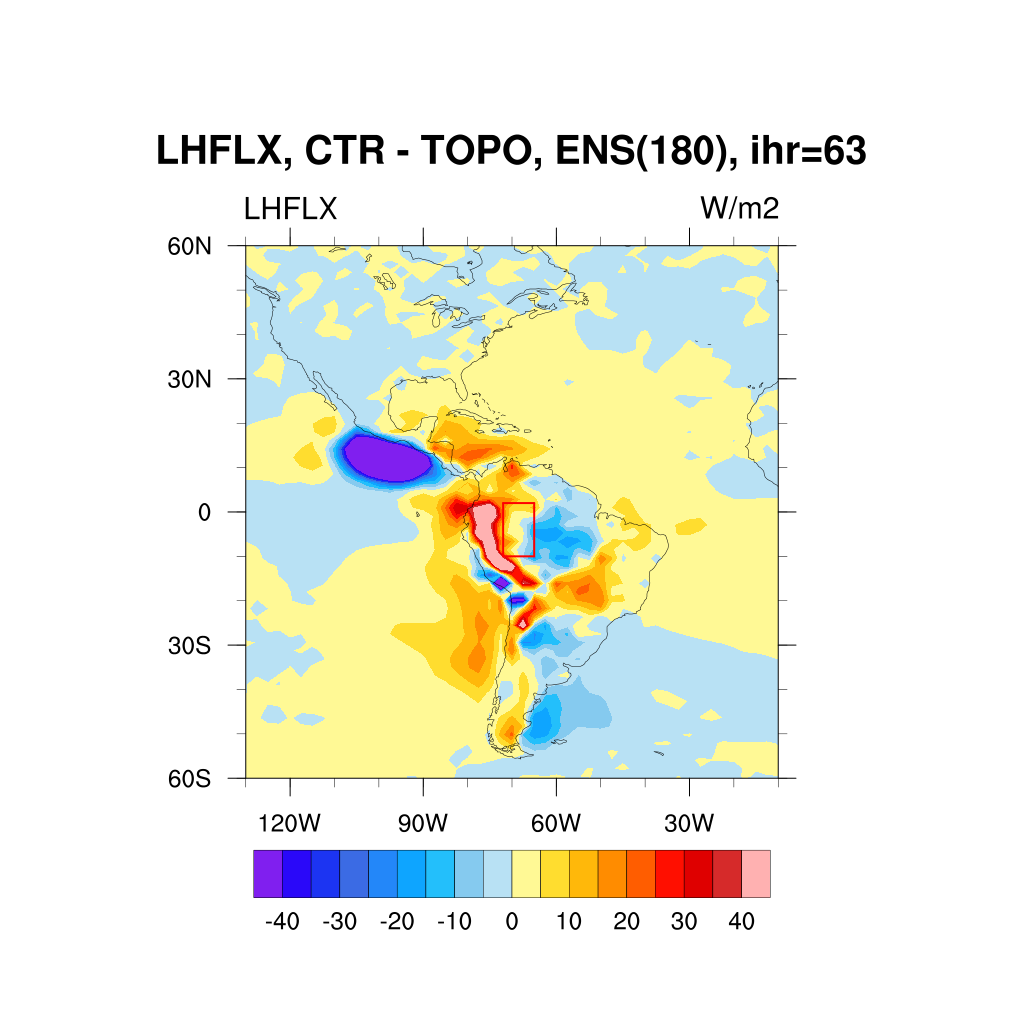 LHFLX, CTR - TOPO, ENS(180), ihr=63
LHFLX W/m2
60N
30N
0
30S
60S
120W 90W 60W 30W
-40 -30 -20 -10 0 10 20 30 40